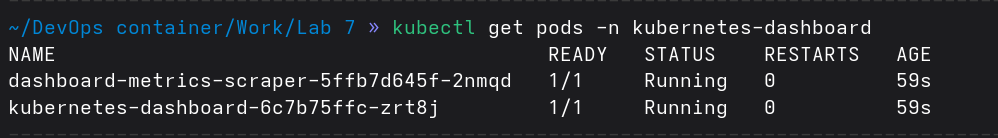 ~/DevOps container/Work/Lab 7 » kubectl get pods -n kubernetes-dashboard
NAME READY STATUS RESTARTS AGE
dashboard-metrics-scraper-5ffb7d645f-2nmqd 1/1 Running 0 59s
kubernetes-dashboard-6c7b75ffc-zrt8j 1/1 Running 0 59s